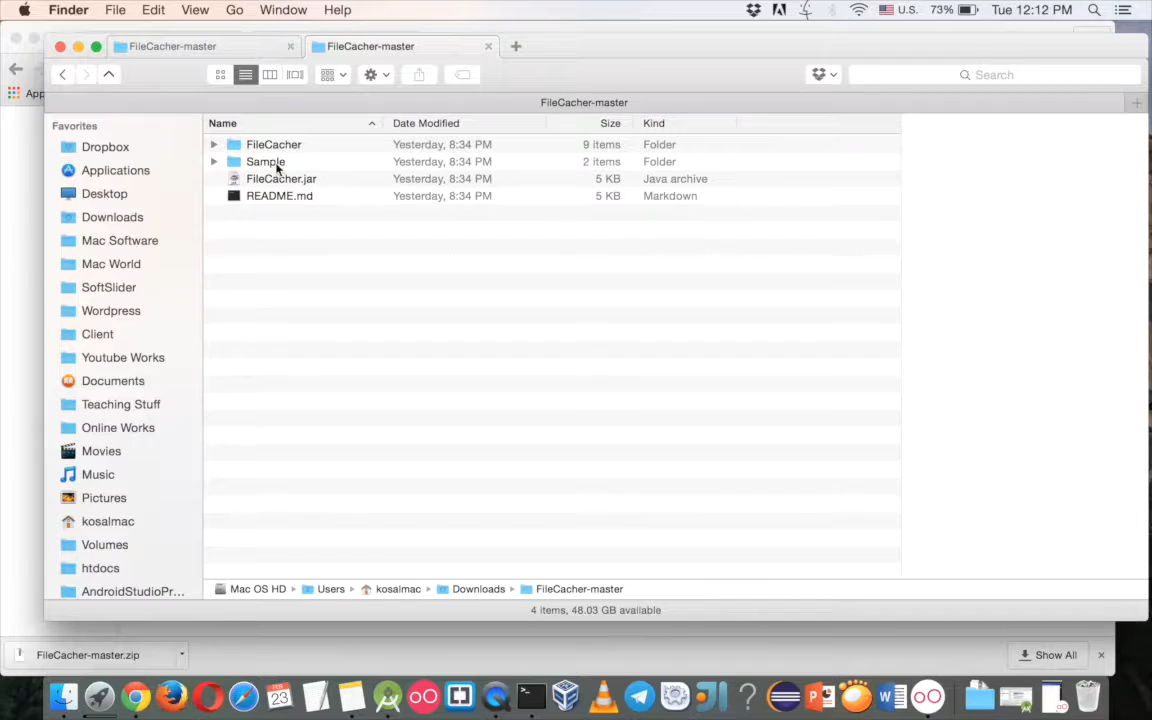 Finder File Edit View Go Window Help U.S. 73% Tue 12:12 PM
FileCacher-master FileCacher-master
Search
App
FileCacher-master
Favorites
Dropbox
Applications
Desktop
Downloads
Mac Software
Mac World
SoftSlider
Wordpress
Client
Youtube Works
Documents
Teaching Stuff
Online Works
Movies
Music
Pictures
kosalmac
Volumes
htdocs
AndroidStudioPr...
Name Date Modified Size Kind
FileCacher Yesterday, 8:34 PM 9 items Folder
Sample Yesterday, 8:34 PM 2 items Folder
FileCacher.jar Yesterday, 8:34 PM 5 KB Java archive
README.md Yesterday, 8:34 PM 5 KB Markdown
Mac OS HD Users kosalmac Downloads FileCacher-master
4 items, 48.03 GB available
FileCacher-master.zip Show All
FEB
23